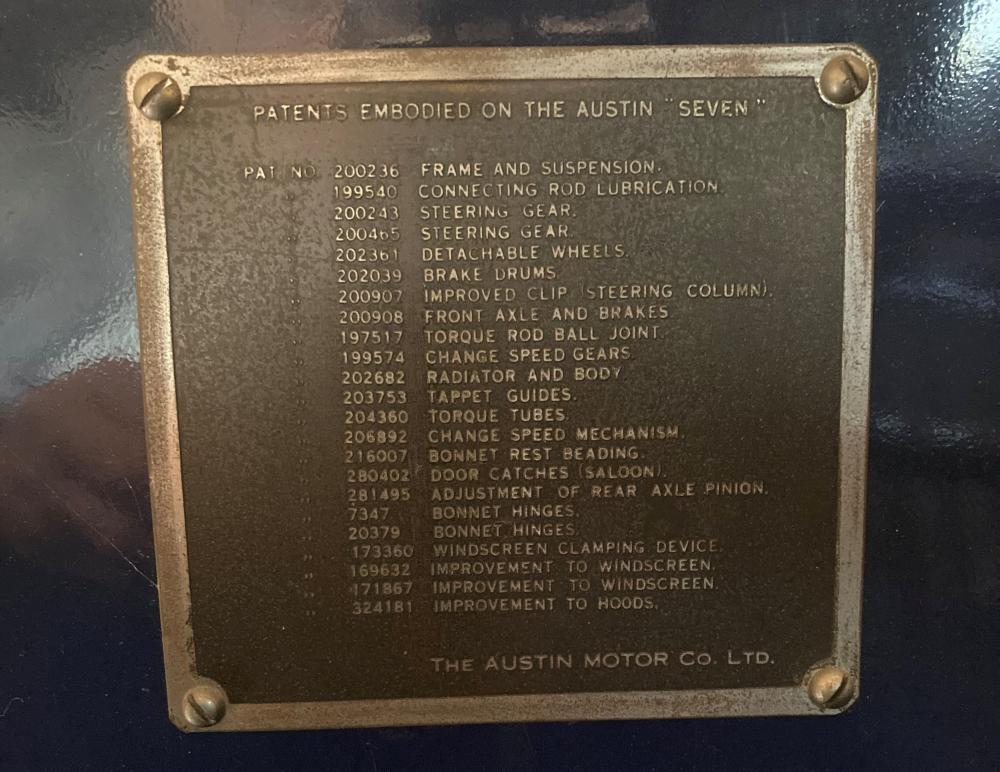 PATENTS EMBODIED ON THE AUSTIN "SEVEN"
PAT. NO. 200236 FRAME AND SUSPENSION.
„ 199540 CONNECTING ROD LUBRICATION.
„ 200243 STEERING GEAR.
„ 200465 STEERING GEAR.
„ 202361 DETACHABLE WHEELS.
„ 202039 BRAKE DRUMS.
„ 200907 IMPROVED CLIP (STEERING COLUMN).
„ 200908 FRONT AXLE AND BRAKES.
„ 197517 TORQUE ROD BALL JOINT.
„ 199574 CHANGE SPEED GEARS.
„ 202682 RADIATOR AND BODY
„ 203753 TAPPET GUIDES.
„ 204360 TORQUE TUBES.
„ 206892 CHANGE SPEED MECHANISM.
„ 216007 BONNET REST BEADING.
„ 280402 DOOR CATCHES (SALOON).
„ 281495 ADJUSTMENT OF REAR AXLE PINION.
„ 7347 BONNET HINGES.
„ 20379 BONNET HINGES.
„ 173360 WINDSCREEN CLAMPING DEVICE.
„ 169632 IMPROVEMENT TO WINDSCREEN.
„ 171867 IMPROVEMENT TO WINDSCREEN.
„ 324181 IMPROVEMENT TO HOODS.
THE AUSTIN MOTOR CO. LTD.